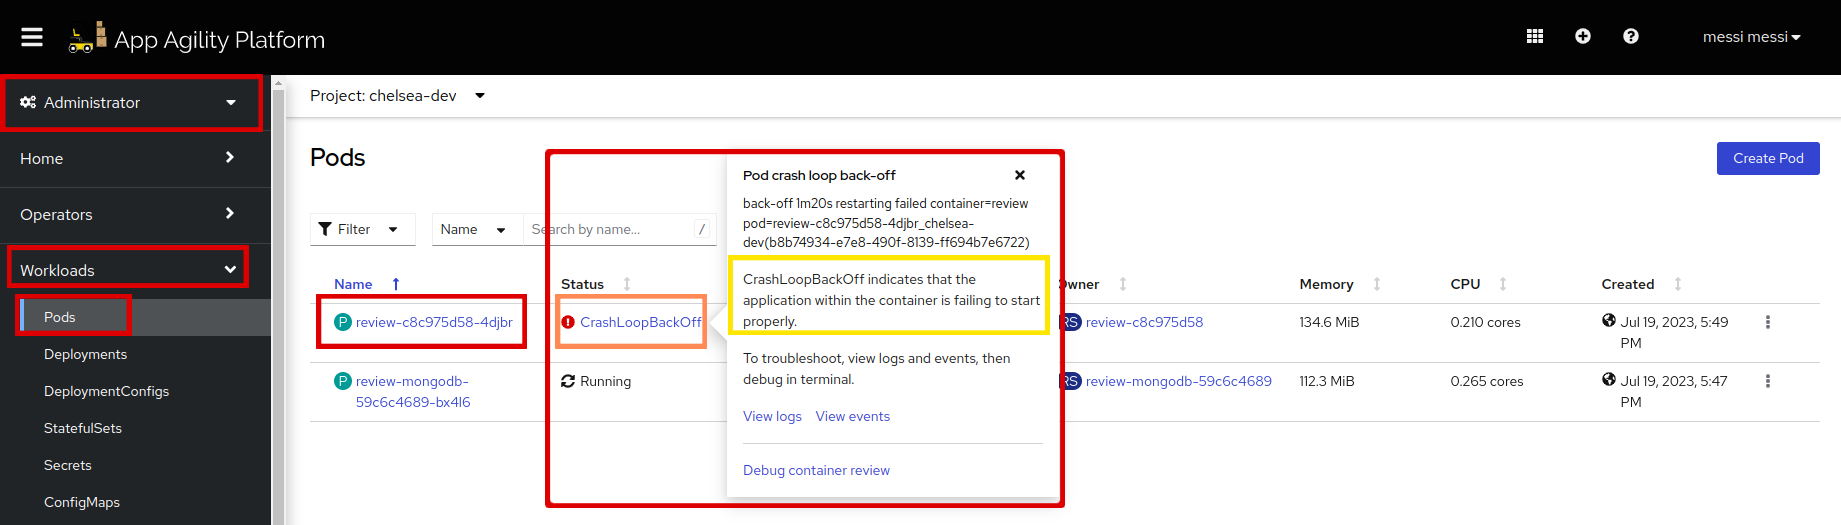 App Agility Platform
messi messi
Administrator
Project: chelsea-dev
Home
Operators
Workloads
Pods
Deployments
DeploymentConfigs
StatefulSets
Secrets
ConfigMaps
Pods
Create Pod
Filter
Name
Search by name...
/
Name
Status
Owner
Memory
CPU
Created
P review-c8c975d58-4djbr
CrashLoopBackOff
RS review-c8c975d58
134.6 MiB
0.210 cores
Jul 19, 2023, 5:49
PM
P review-mongodb-
59c6c4689-bx4l6
Running
RS review-mongodb-59c6c4689
112.3 MiB
0.265 cores
Jul 19, 2023, 5:47
PM
Pod crash loop back-off
back-off 1m20s restarting failed container=review
pod=review-c8c975d58-4djbr_chelsea-
dev(b8b74934-e7e8-490f-8139-ff694b7e6722)
CrashLoopBackOff indicates that the
application within the container is failing to start
properly.
To troubleshoot, view logs and events, then
debug in terminal.
View logs
View events
Debug container review